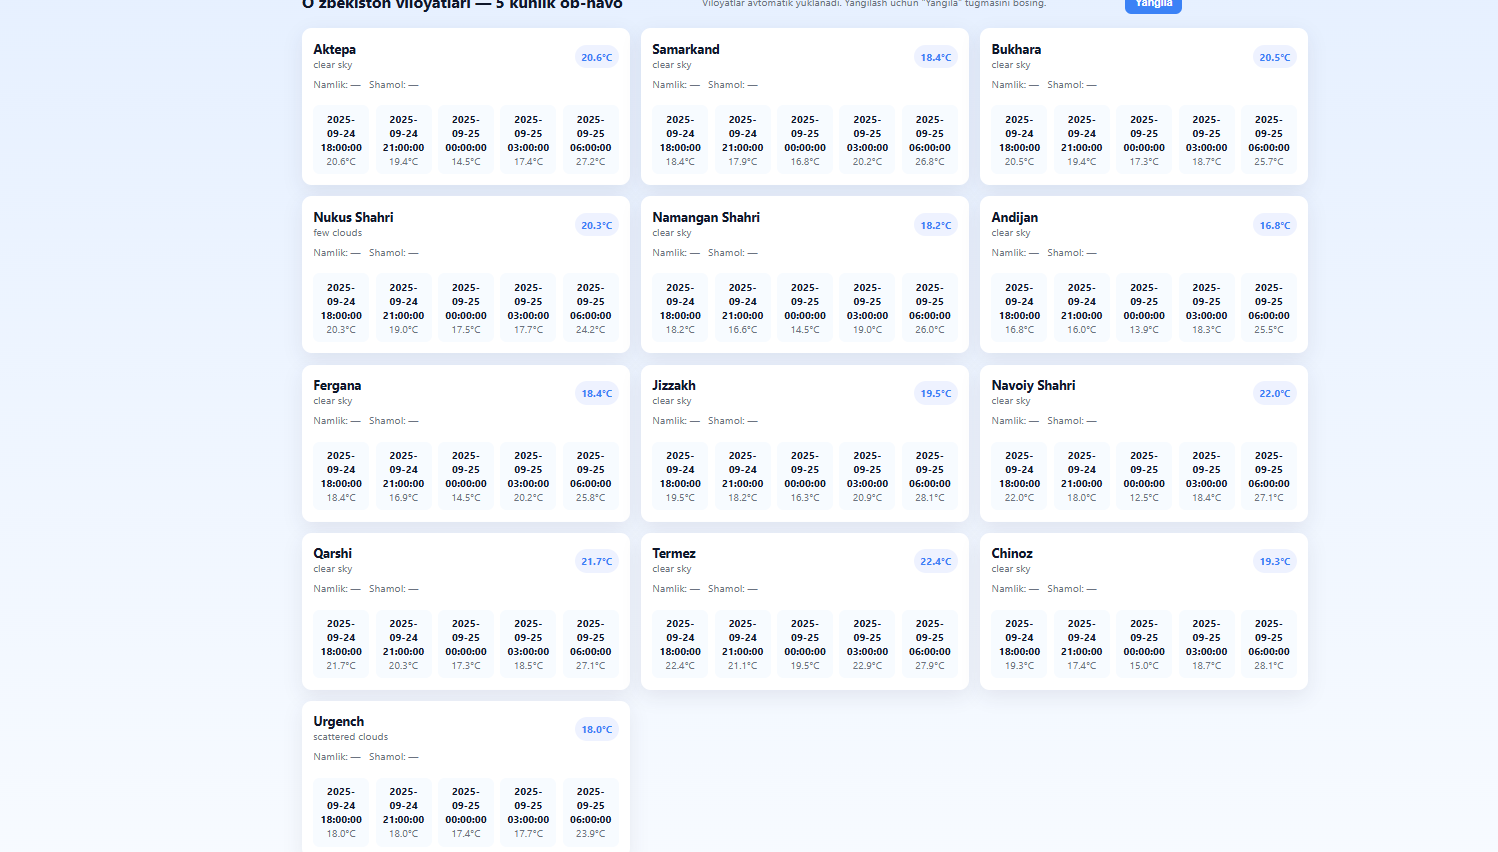 O'zbekiston viloyatlari — 5 kunlik ob-havo
Viloyatlar avtomatik yuklanadi. Yangilash uchun "Yangila" tugmasini bosing.
Yangila
Aktepa
clear sky
20.6°C
Namlik: — Shamol: —
2025-09-24 18:00:00 20.6°C
2025-09-24 21:00:00 19.4°C
2025-09-25 00:00:00 14.5°C
2025-09-25 03:00:00 17.4°C
2025-09-25 06:00:00 27.2°C
Samarkand
clear sky
18.4°C
Namlik: — Shamol: —
2025-09-24 18:00:00 18.4°C
2025-09-24 21:00:00 17.9°C
2025-09-25 00:00:00 16.8°C
2025-09-25 03:00:00 20.2°C
2025-09-25 06:00:00 26.8°C
Bukhara
clear sky
20.5°C
Namlik: — Shamol: —
2025-09-24 18:00:00 20.5°C
2025-09-24 21:00:00 19.4°C
2025-09-25 00:00:00 17.3°C
2025-09-25 03:00:00 18.7°C
2025-09-25 06:00:00 25.7°C
Nukus Shahri
few clouds
20.3°C
Namlik: — Shamol: —
2025-09-24 18:00:00 20.3°C
2025-09-24 21:00:00 19.0°C
2025-09-25 00:00:00 17.5°C
2025-09-25 03:00:00 17.7°C
2025-09-25 06:00:00 24.2°C
Namangan Shahri
clear sky
18.2°C
Namlik: — Shamol: —
2025-09-24 18:00:00 18.2°C
2025-09-24 21:00:00 16.6°C
2025-09-25 00:00:00 14.5°C
2025-09-25 03:00:00 19.0°C
2025-09-25 06:00:00 26.0°C
Andijan
clear sky
16.8°C
Namlik: — Shamol: —
2025-09-24 18:00:00 16.8°C
2025-09-24 21:00:00 16.0°C
2025-09-25 00:00:00 13.9°C
2025-09-25 03:00:00 18.3°C
2025-09-25 06:00:00 25.5°C
Fergana
clear sky
18.4°C
Namlik: — Shamol: —
2025-09-24 18:00:00 18.4°C
2025-09-24 21:00:00 16.9°C
2025-09-25 00:00:00 14.5°C
2025-09-25 03:00:00 20.2°C
2025-09-25 06:00:00 25.8°C
Jizzakh
clear sky
19.5°C
Namlik: — Shamol: —
2025-09-24 18:00:00 19.5°C
2025-09-24 21:00:00 18.2°C
2025-09-25 00:00:00 16.3°C
2025-09-25 03:00:00 20.9°C
2025-09-25 06:00:00 28.1°C
Navoiy Shahri
clear sky
22.0°C
Namlik: — Shamol: —
2025-09-24 18:00:00 22.0°C
2025-09-24 21:00:00 18.0°C
2025-09-25 00:00:00 12.5°C
2025-09-25 03:00:00 18.4°C
2025-09-25 06:00:00 27.1°C
Qarshi
clear sky
21.7°C
Namlik: — Shamol: —
2025-09-24 18:00:00 21.7°C
2025-09-24 21:00:00 20.3°C
2025-09-25 00:00:00 17.3°C
2025-09-25 03:00:00 18.5°C
2025-09-25 06:00:00 27.1°C
Termez
clear sky
22.4°C
Namlik: — Shamol: —
2025-09-24 18:00:00 22.4°C
2025-09-24 21:00:00 21.1°C
2025-09-25 00:00:00 19.5°C
2025-09-25 03:00:00 22.9°C
2025-09-25 06:00:00 27.9°C
Chinoz
clear sky
19.3°C
Namlik: — Shamol: —
2025-09-24 18:00:00 19.3°C
2025-09-24 21:00:00 17.4°C
2025-09-25 00:00:00 15.0°C
2025-09-25 03:00:00 18.7°C
2025-09-25 06:00:00 28.1°C
Urgench
scattered clouds
18.0°C
Namlik: — Shamol: —
2025-09-24 18:00:00 18.0°C
2025-09-24 21:00:00 18.0°C
2025-09-25 00:00:00 17.4°C
2025-09-25 03:00:00 17.7°C
2025-09-25 06:00:00 23.9°C